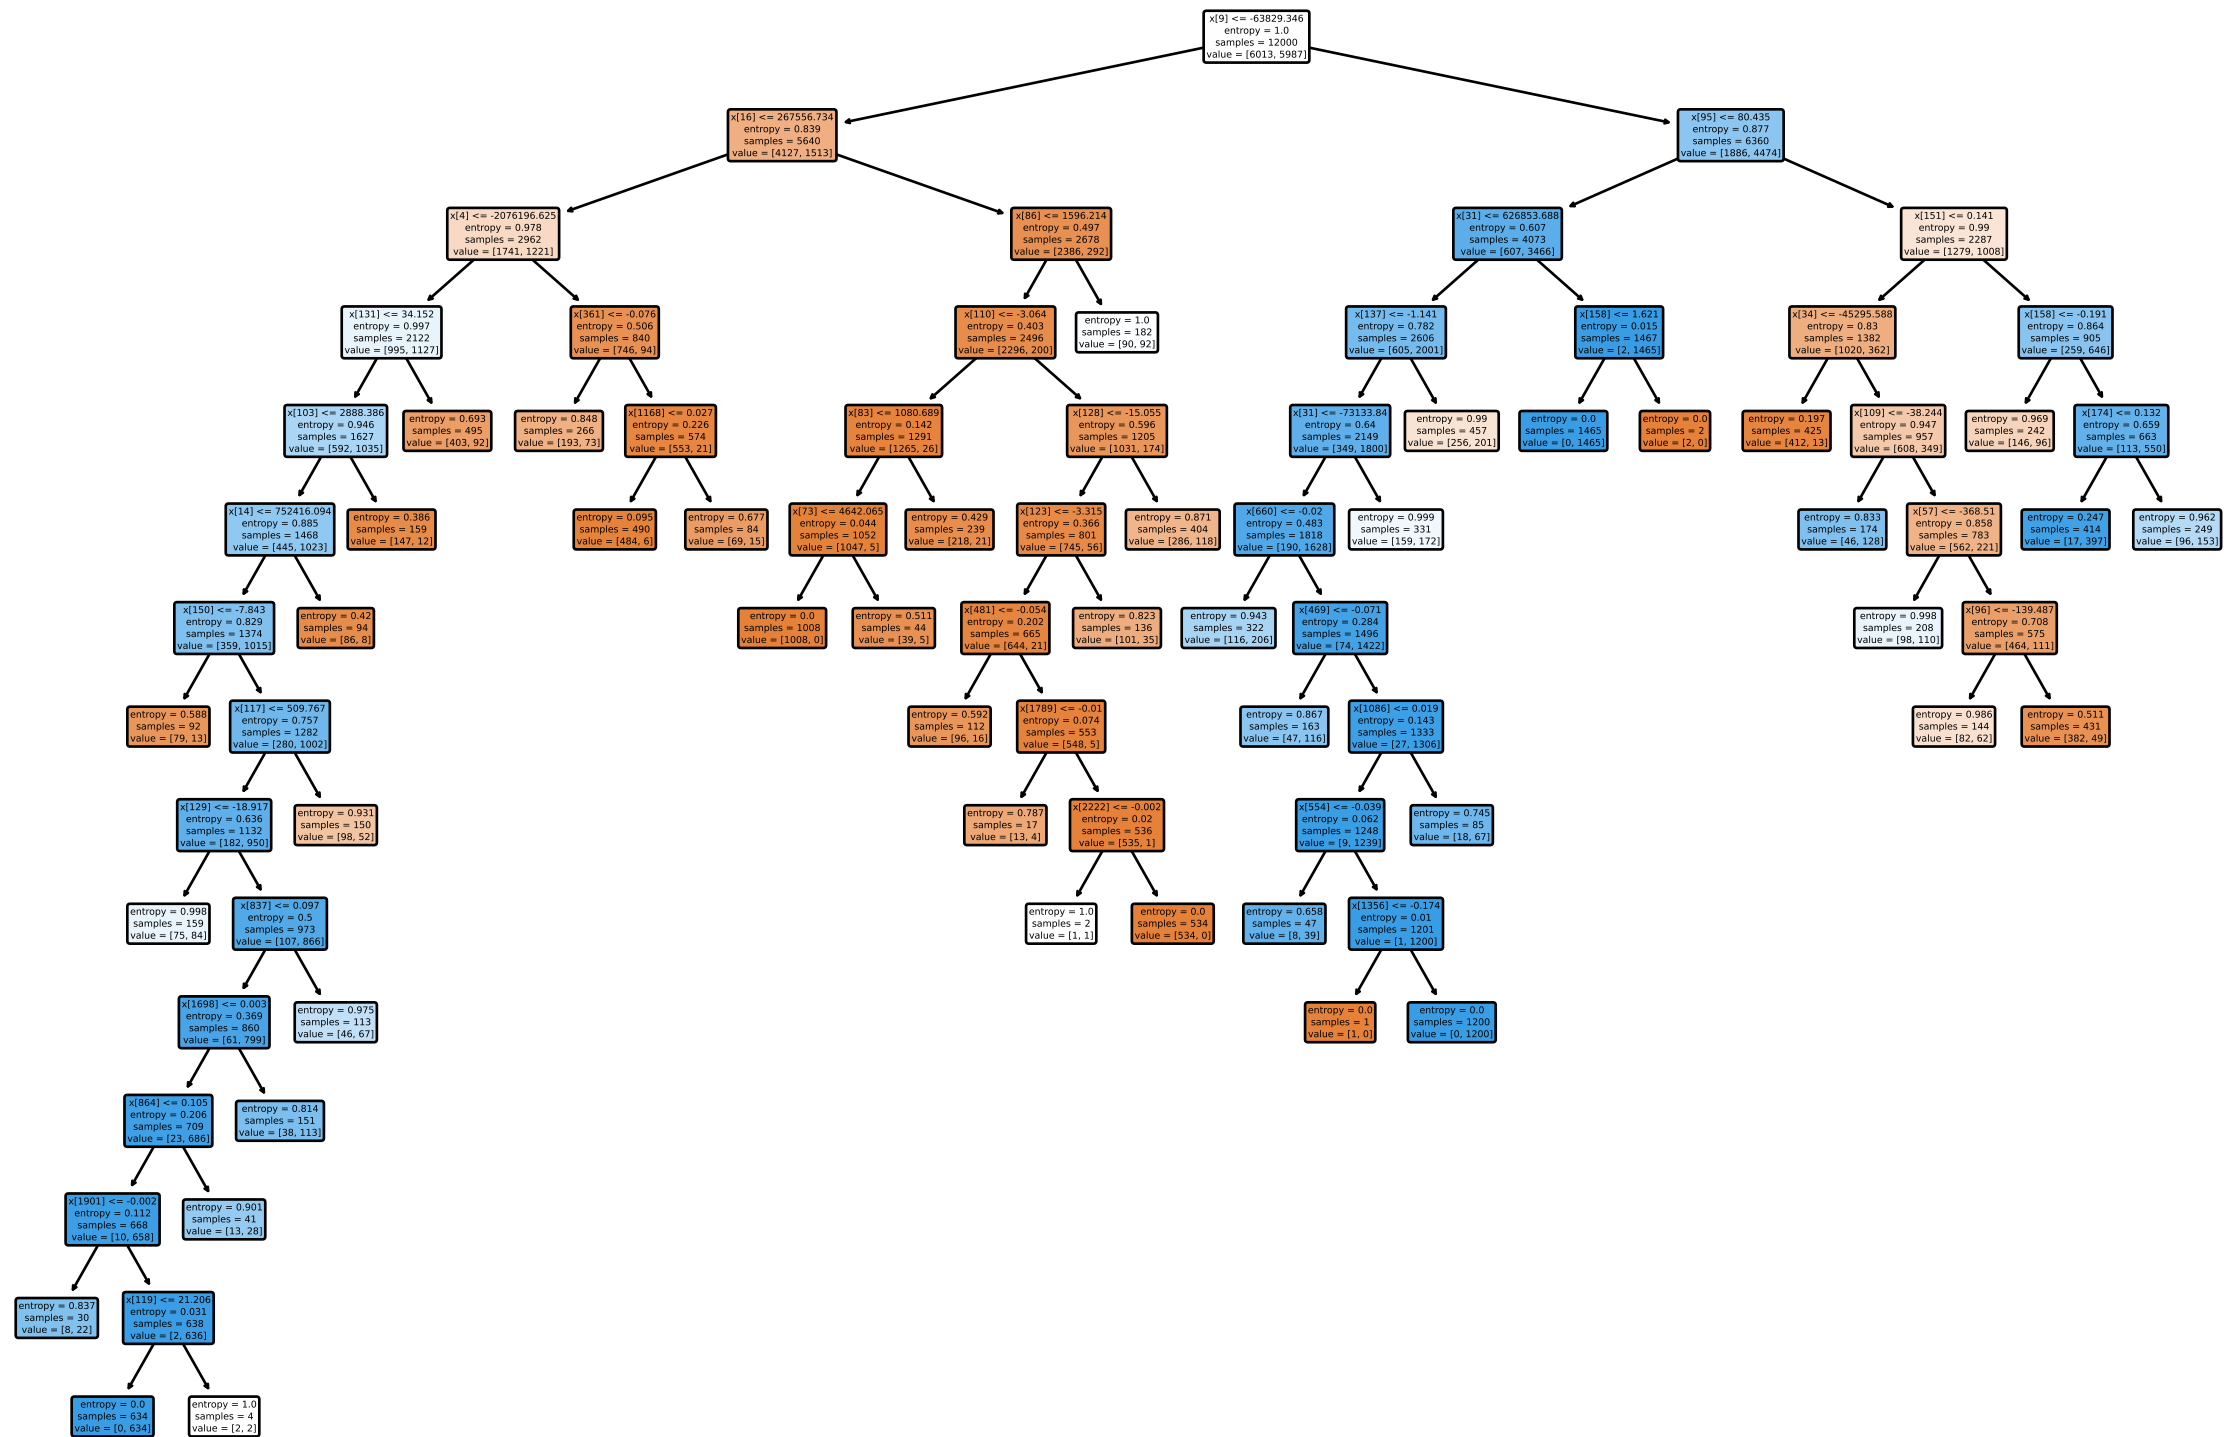 x[9] <= -63829.346
entropy = 1.0
samples = 12000
value = [6013, 5987]
x[16] <= 267556.734
entropy = 0.839
samples = 5640
value = [4127, 1513]
x[95] <= 80.435
entropy = 0.877
samples = 6360
value = [1886, 4474]
x[4] <= -2076196.625
entropy = 0.978
samples = 2962
value = [1741, 1221]
x[86] <= 1596.214
entropy = 0.497
samples = 2678
value = [2386, 292]
x[31] <= 626853.688
entropy = 0.607
samples = 4073
value = [607, 3466]
x[151] <= 0.141
entropy = 0.99
samples = 2287
value = [1279, 1008]
x[131] <= 34.152
entropy = 0.997
samples = 2122
value = [995, 1127]
x[361] <= -0.076
entropy = 0.506
samples = 840
value = [746, 94]
x[110] <= -3.064
entropy = 0.403
samples = 2496
value = [2296, 200]
entropy = 1.0
samples = 182
value = [90, 92]
x[137] <= -1.141
entropy = 0.782
samples = 2606
value = [605, 2001]
x[158] <= 1.621
entropy = 0.015
samples = 1467
value = [2, 1465]
x[34] <= -45295.588
entropy = 0.83
samples = 1382
value = [1020, 362]
x[158] <= -0.191
entropy = 0.864
samples = 905
value = [259, 646]
x[103] <= 2888.386
entropy = 0.946
samples = 1627
value = [592, 1035]
entropy = 0.693
samples = 495
value = [403, 92]
entropy = 0.848
samples = 266
value = [193, 73]
x[1168] <= 0.027
entropy = 0.226
samples = 574
value = [553, 21]
x[83] <= 1080.689
entropy = 0.142
samples = 1291
value = [1265, 26]
x[128] <= -15.055
entropy = 0.596
samples = 1205
value = [1031, 174]
x[31] <= -73133.84
entropy = 0.64
samples = 2149
value = [349, 1800]
entropy = 0.99
samples = 457
value = [256, 201]
entropy = 0.0
samples = 1465
value = [0, 1465]
entropy = 0.0
samples = 2
value = [2, 0]
entropy = 0.197
samples = 425
value = [412, 13]
x[109] <= -38.244
entropy = 0.947
samples = 957
value = [608, 349]
entropy = 0.969
samples = 242
value = [146, 96]
x[174] <= 0.132
entropy = 0.659
samples = 663
value = [113, 550]
x[14] <= 752416.094
entropy = 0.885
samples = 1468
value = [445, 1023]
entropy = 0.386
samples = 159
value = [147, 12]
entropy = 0.095
samples = 490
value = [484, 6]
entropy = 0.677
samples = 84
value = [69, 15]
x[73] <= 4642.065
entropy = 0.044
samples = 1052
value = [1047, 5]
entropy = 0.429
samples = 239
value = [218, 21]
x[123] <= -3.315
entropy = 0.366
samples = 801
value = [745, 56]
entropy = 0.871
samples = 404
value = [286, 118]
x[660] <= -0.02
entropy = 0.483
samples = 1818
value = [190, 1628]
entropy = 0.999
samples = 331
value = [159, 172]
entropy = 0.833
samples = 174
value = [46, 128]
x[57] <= -368.51
entropy = 0.858
samples = 783
value = [562, 221]
entropy = 0.247
samples = 414
value = [17, 397]
entropy = 0.962
samples = 249
value = [96, 153]
x[150] <= -7.843
entropy = 0.829
samples = 1374
value = [359, 1015]
entropy = 0.42
samples = 94
value = [86, 8]
entropy = 0.0
samples = 1008
value = [1008, 0]
entropy = 0.511
samples = 44
value = [39, 5]
x[481] <= -0.054
entropy = 0.202
samples = 665
value = [644, 21]
entropy = 0.823
samples = 136
value = [101, 35]
entropy = 0.943
samples = 322
value = [116, 206]
x[469] <= -0.071
entropy = 0.284
samples = 1496
value = [74, 1422]
entropy = 0.998
samples = 208
value = [98, 110]
x[96] <= -139.487
entropy = 0.708
samples = 575
value = [464, 111]
entropy = 0.588
samples = 92
value = [79, 13]
x[117] <= 509.767
entropy = 0.757
samples = 1282
value = [280, 1002]
entropy = 0.592
samples = 112
value = [96, 16]
x[1789] <= -0.01
entropy = 0.074
samples = 553
value = [548, 5]
entropy = 0.867
samples = 163
value = [47, 116]
x[1086] <= 0.019
entropy = 0.143
samples = 1333
value = [27, 1306]
entropy = 0.986
samples = 144
value = [82, 62]
entropy = 0.511
samples = 431
value = [382, 49]
x[129] <= -18.917
entropy = 0.636
samples = 1132
value = [182, 950]
entropy = 0.931
samples = 150
value = [98, 52]
entropy = 0.787
samples = 17
value = [13, 4]
x[2222] <= -0.002
entropy = 0.02
samples = 536
value = [535, 1]
x[554] <= -0.039
entropy = 0.062
samples = 1248
value = [9, 1239]
entropy = 0.745
samples = 85
value = [18, 67]
entropy = 0.998
samples = 159
value = [75, 84]
x[837] <= 0.097
entropy = 0.5
samples = 973
value = [107, 866]
entropy = 1.0
samples = 2
value = [1, 1]
entropy = 0.0
samples = 534
value = [534, 0]
entropy = 0.658
samples = 47
value = [8, 39]
x[1356] <= -0.174
entropy = 0.01
samples = 1201
value = [1, 1200]
x[1698] <= 0.003
entropy = 0.369
samples = 860
value = [61, 799]
entropy = 0.975
samples = 113
value = [46, 67]
entropy = 0.0
samples = 1
value = [1, 0]
entropy = 0.0
samples = 1200
value = [0, 1200]
x[864] <= 0.105
entropy = 0.206
samples = 709
value = [23, 686]
entropy = 0.814
samples = 151
value = [38, 113]
x[1901] <= -0.002
entropy = 0.112
samples = 668
value = [10, 658]
entropy = 0.901
samples = 41
value = [13, 28]
entropy = 0.837
samples = 30
value = [8, 22]
x[119] <= 21.206
entropy = 0.031
samples = 638
value = [2, 636]
entropy = 0.0
samples = 634
value = [0, 634]
entropy = 1.0
samples = 4
value = [2, 2]